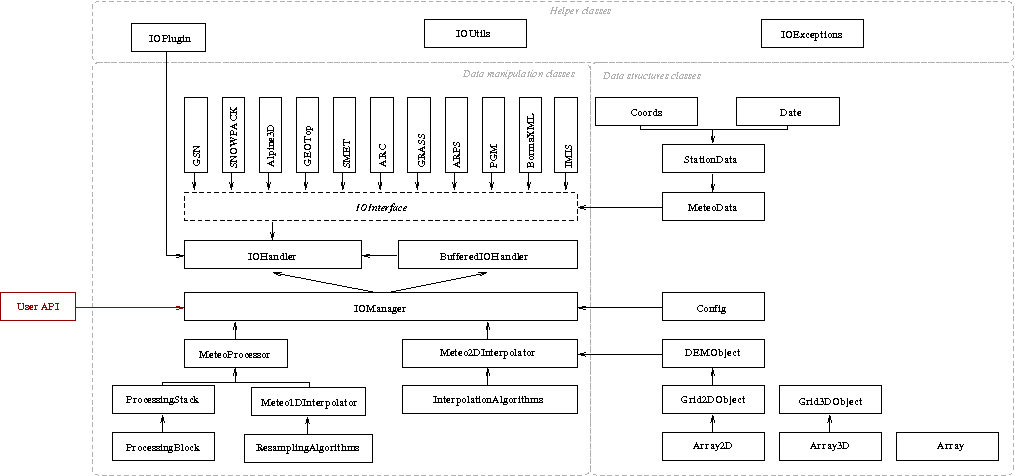 Helper classes
IOPlugin
IOUtils
IOExceptions
Data manipulation classes
Data structures classes
GSN
SNOWPACK
Alpine3D
GEOTop
SMET
ARC
GRASS
ARPS
PGM
BormaXML
IMIS
Coords
Date
StationData
IOInterface
MeteoData
IOHandler
BufferedIOHandler
User API
IOManager
Config
MeteoProcessor
Meteo2DInterpolator
DEMObject
ProcessingStack
Meteo1DInterpolator
InterpolationAlgorithms
Grid2DObject
Grid3DObject
ProcessingBlock
ResamplingAlgorithms
Array2D
Array3D
Array